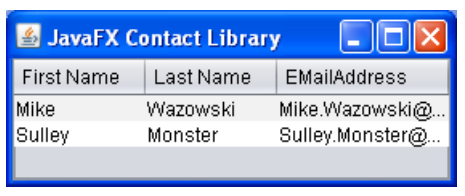 JavaFX Contact Library
First Name Last Name EMailAddress
Mike Wazowski Mike.Wazowski@...
Sulley Monster Sulley.Monster@...